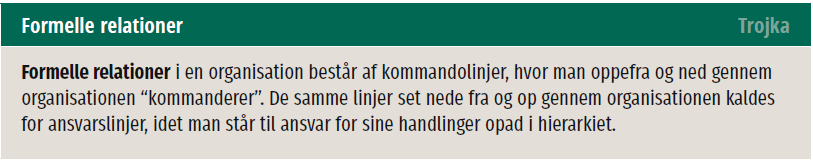 Formelle relationer Trojka
Formelle relationer i en organisation består af kommandolinjer, hvor man oppefra og ned gennem
organisationen “kommanderer”. De samme linjer set nede fra og op gennem organisationen kaldes
for ansvarslinjer, idet man står til ansvar for sine handlinger opad i hierarkiet.